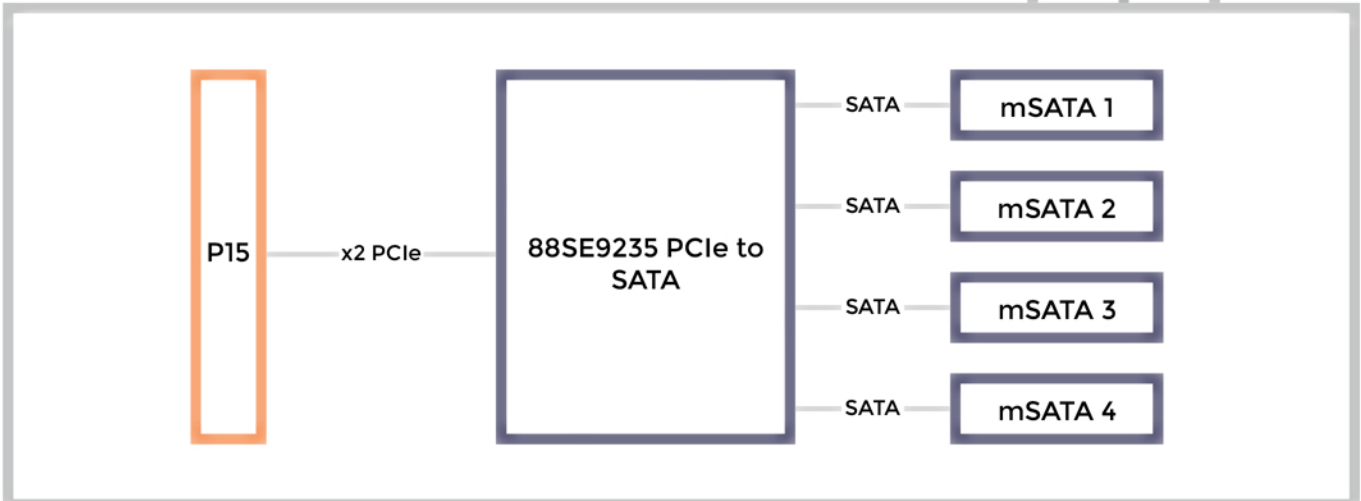 SATA
mSATA 1
SATA
mSATA 2
P15
x2 PCIe
88SE9235 PCIe to
SATA
SATA
mSATA 3
SATA
mSATA 4